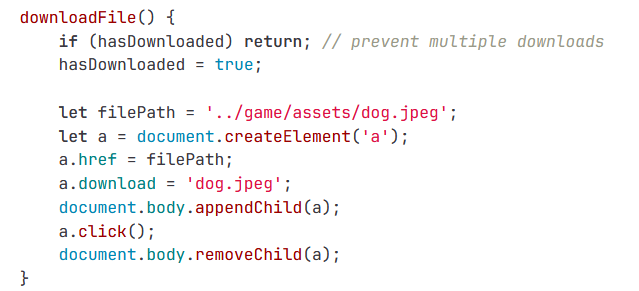 downloadFile() {
    if (hasDownloaded) return; // prevent multiple downloads
    hasDownloaded = true;

    let filePath = '../game/assets/dog.jpeg';
    let a = document.createElement('a');
    a.href = filePath;
    a.download = 'dog.jpeg';
    document.body.appendChild(a);
    a.click();
    document.body.removeChild(a);
}